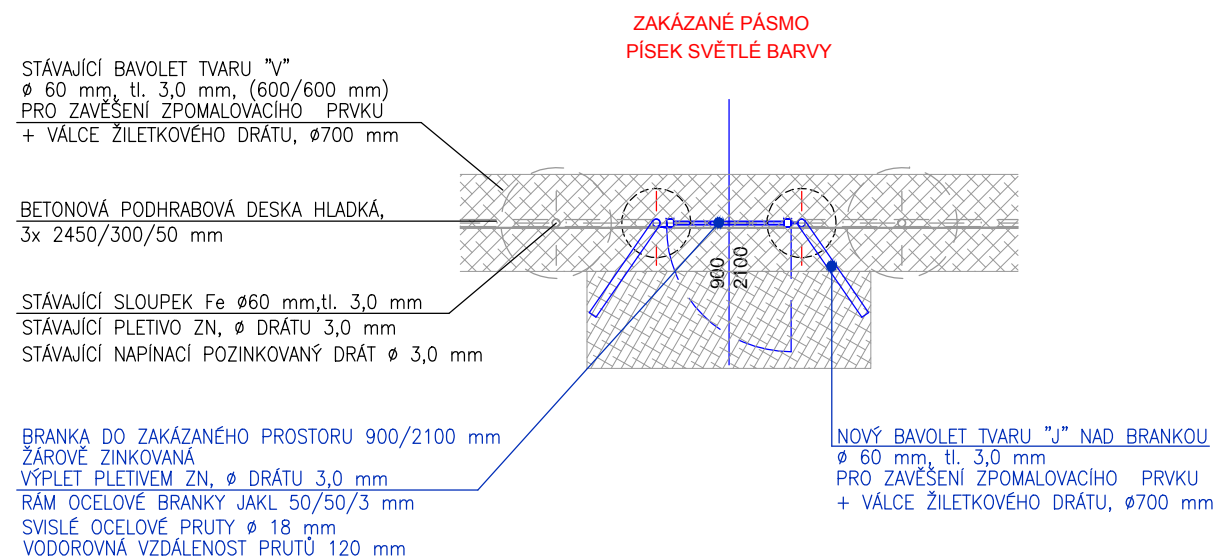 ZAKÁZANÉ PÁSMO
PÍSEK SVĚTLÉ BARVY
STÁVAJÍCÍ BAVOLET TVARU "V"
ø 60 mm, tl. 3,0 mm, (600/600 mm)
PRO ZAVĚŠENÍ ZPOMALOVACÍHO PRVKU
+ VÁLCE ŽILETKOVÉHO DRÁTU, ø700 mm
BETONOVÁ PODHRABOVÁ DESKA HLADKÁ,
3x 2450/300/50 mm
STÁVAJÍCÍ SLOUPEK Fe ø60 mm,tl. 3,0 mm
STÁVAJÍCÍ PLETIVO ZN, ø DRÁTU 3,0 mm
STÁVAJÍCÍ NAPÍNACÍ POZINKOVANÝ DRÁT ø 3,0 mm
900
2100
BRANKA DO ZAKÁZANÉHO PROSTORU 900/2100 mm
ŽÁROVĚ ZINKOVANÁ
VÝPLET PLETIVEM ZN, ø DRÁTU 3,0 mm
RÁM OCELOVÉ BRANKY JAKL 50/50/3 mm
SVISLÉ OCELOVÉ PRUTY ø 18 mm
VODOROVNÁ VZDÁLENOST PRUTŮ 120 mm
NOVÝ BAVOLET TVARU "J" NAD BRANKOU
ø 60 mm, tl. 3,0 mm
PRO ZAVĚŠENÍ ZPOMALOVACÍHO PRVKU
+ VÁLCE ŽILETKOVÉHO DRÁTU, ø700 mm